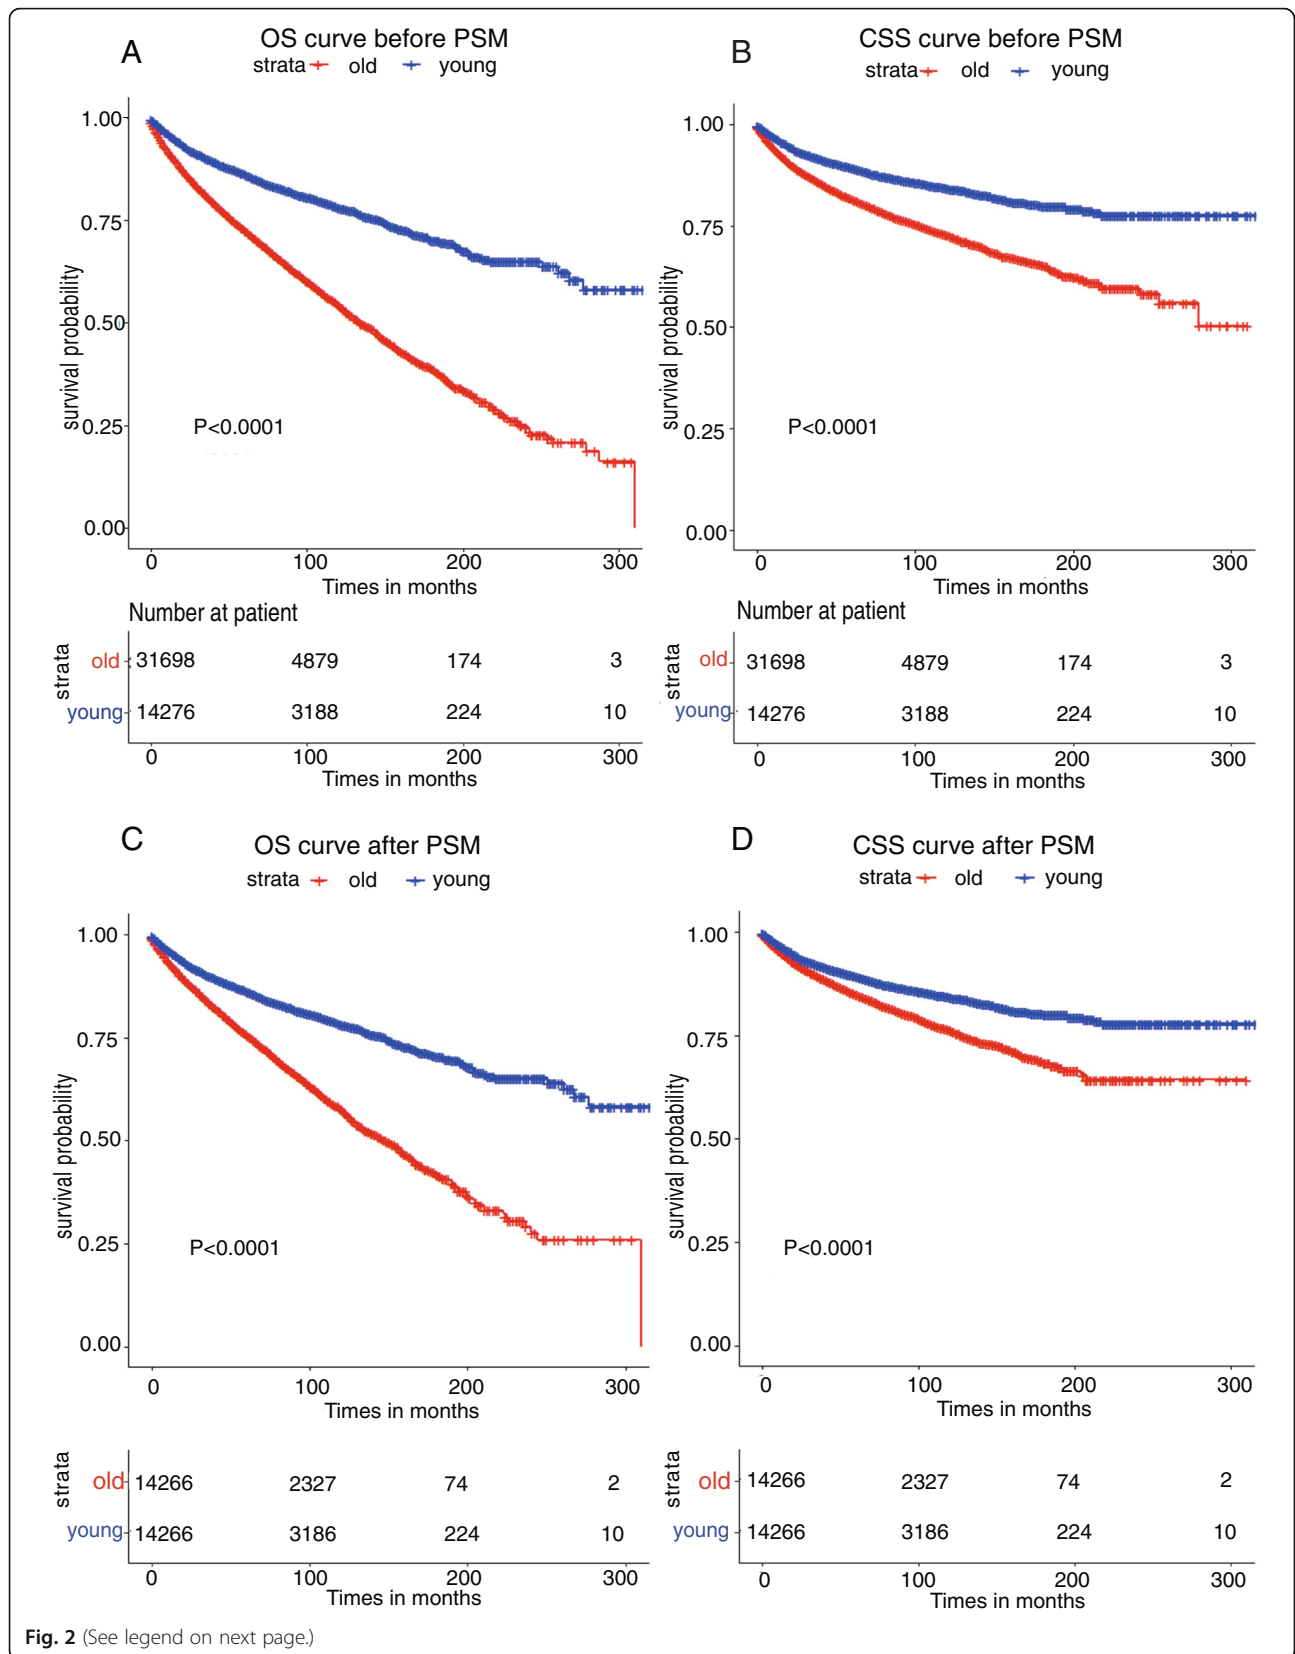 A
OS curve before PSM
strata old young
1.00
0.75
0.50
0.25
0.00
survival probability
P<0.0001
0 100 200 300
Times in months
Number at patient
strata
old 31698 4879 174 3
young 14276 3188 224 10
0 100 200 300
Times in months
B
CSS curve before PSM
strata old young
1.00
0.75
0.50
0.25
0.00
survival probability
P<0.0001
0 100 200 300
Times in months
Number at patient
strata
old 31698 4879 174 3
young 14276 3188 224 10
0 100 200 300
Times in months
C
OS curve after PSM
strata old young
1.00
0.75
0.50
0.25
0.00
survival probability
P<0.0001
0 100 200 300
Times in months
strata
old 14266 2327 74 2
young 14266 3186 224 10
0 100 200 300
Times in months
D
CSS curve after PSM
strata old young
1.00
0.75
0.50
0.25
0.00
survival probability
P<0.0001
0 100 200 300
Times in months
strata
old 14266 2327 74 2
young 14266 3186 224 10
0 100 200 300
Times in months
Fig. 2 (See legend on next page.)